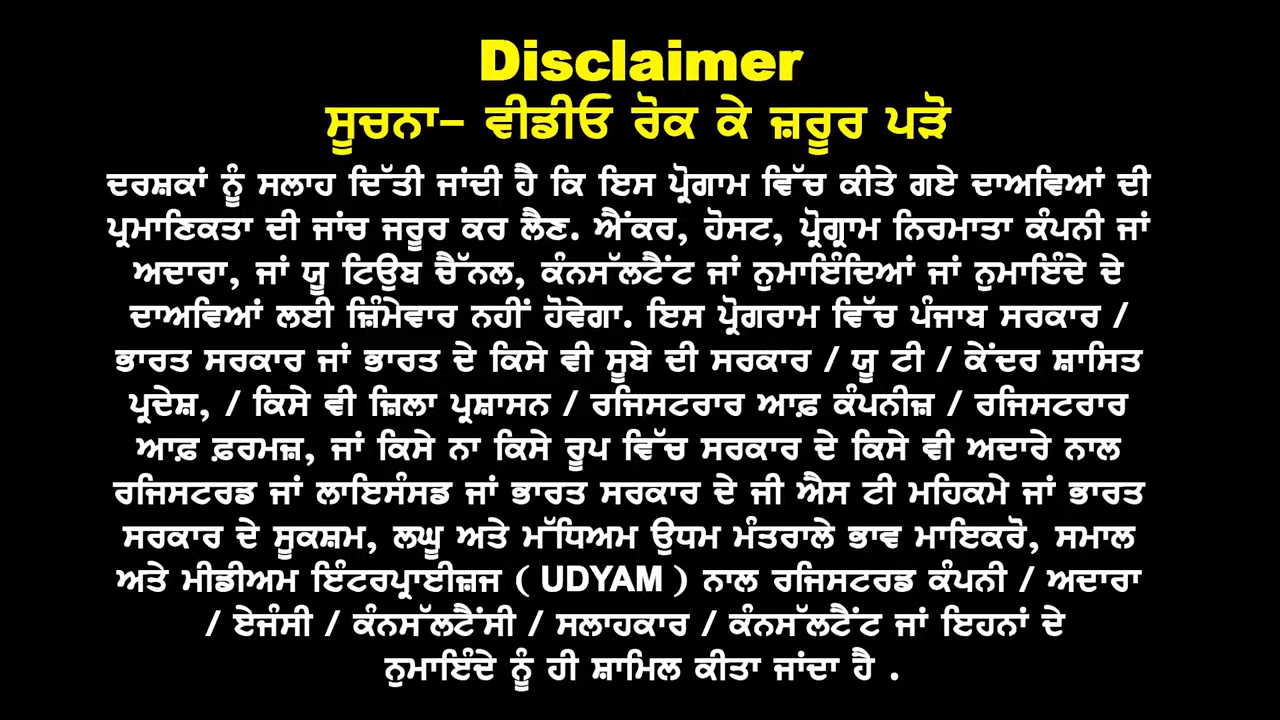 Disclaimer
ਸੂਚਨਾ- ਵੀਡੀਓ ਰੋਕ ਕੇ ਜ਼ਰੂਰ ਪੜੋ
ਦਰਸ਼ਕਾਂ ਨੂੰ ਸਲਾਹ ਦਿੱਤੀ ਜਾਂਦੀ ਹੈ ਕਿ ਇਸ ਪ੍ਰੋਗਾਮ ਵਿੱਚ ਕੀਤੇ ਗਏ ਦਾਅਵਿਆਂ ਦੀ
ਪ੍ਰਮਾਣਿਕਤਾ ਦੀ ਜਾਂਚ ਜਰੂਰ ਕਰ ਲੈਣ. ਐਂਕਰ, ਹੋਸਟ, ਪ੍ਰੋਗ੍ਰਾਮ ਨਿਰਮਾਤਾ ਕੰਪਨੀ ਜਾਂ
ਅਦਾਰਾ, ਜਾਂ ਯੂ ਟਿਊਬ ਚੈੱਨਲ, ਕੰਨਸੱਲਟੈਂਟ ਜਾਂ ਨੁਮਾਇੰਦਿਆਂ ਜਾਂ ਨੁਮਾਇੰਦੇ ਦੇ
ਦਾਅਵਿਆਂ ਲਈ ਜ਼ਿੰਮੇਵਾਰ ਨਹੀਂ ਹੋਵੇਗਾ. ਇਸ ਪ੍ਰੋਗਰਾਮ ਵਿੱਚ ਪੰਜਾਬ ਸਰਕਾਰ /
ਭਾਰਤ ਸਰਕਾਰ ਜਾਂ ਭਾਰਤ ਦੇ ਕਿਸੇ ਵੀ ਸੂਬੇ ਦੀ ਸਰਕਾਰ / ਯੂ ਟੀ / ਕੇਂਦਰ ਸ਼ਾਸਿਤ
ਪ੍ਰਦੇਸ਼, / ਕਿਸੇ ਵੀ ਜ਼ਿਲਾ ਪ੍ਰਸ਼ਾਸਨ / ਰਜਿਸਟਰਾਰ ਆਫ਼ ਕੰਪਨੀਜ਼ / ਰਜਿਸਟਰਾਰ
ਆਫ਼ ਫ਼ਰਮਜ਼, ਜਾਂ ਕਿਸੇ ਨਾ ਕਿਸੇ ਰੂਪ ਵਿੱਚ ਸਰਕਾਰ ਦੇ ਕਿਸੇ ਵੀ ਅਦਾਰੇ ਨਾਲ
ਰਜਿਸਟਰਡ ਜਾਂ ਲਾਇਸੰਸਡ ਜਾਂ ਭਾਰਤ ਸਰਕਾਰ ਦੇ ਜੀ ਐਸ ਟੀ ਮਹਿਕਮੇ ਜਾਂ ਭਾਰਤ
ਸਰਕਾਰ ਦੇ ਸੂਕਸ਼ਮ, ਲਘੂ ਅਤੇ ਮੱਧਿਅਮ ਉਧਮ ਮੰਤਰਾਲੇ ਭਾਵ ਮਾਇਕਰੋ, ਸਮਾਲ
ਅਤੇ ਮੀਡੀਅਮ ਇੰਟਰਪ੍ਰਾਈਜ਼ਜ ( UDYAM ) ਨਾਲ ਰਜਿਸਟਰਡ ਕੰਪਨੀ / ਅਦਾਰਾ
/ ਏਜੰਸੀ / ਕੰਨਸੱਲਟੈਂਸੀ / ਸਲਾਹਕਾਰ / ਕੰਨਸੱਲਟੈਂਟ ਜਾਂ ਇਹਨਾਂ ਦੇ
ਨੁਮਾਇੰਦੇ ਨੂੰ ਹੀ ਸ਼ਾਮਿਲ ਕੀਤਾ ਜਾਂਦਾ ਹੈ .